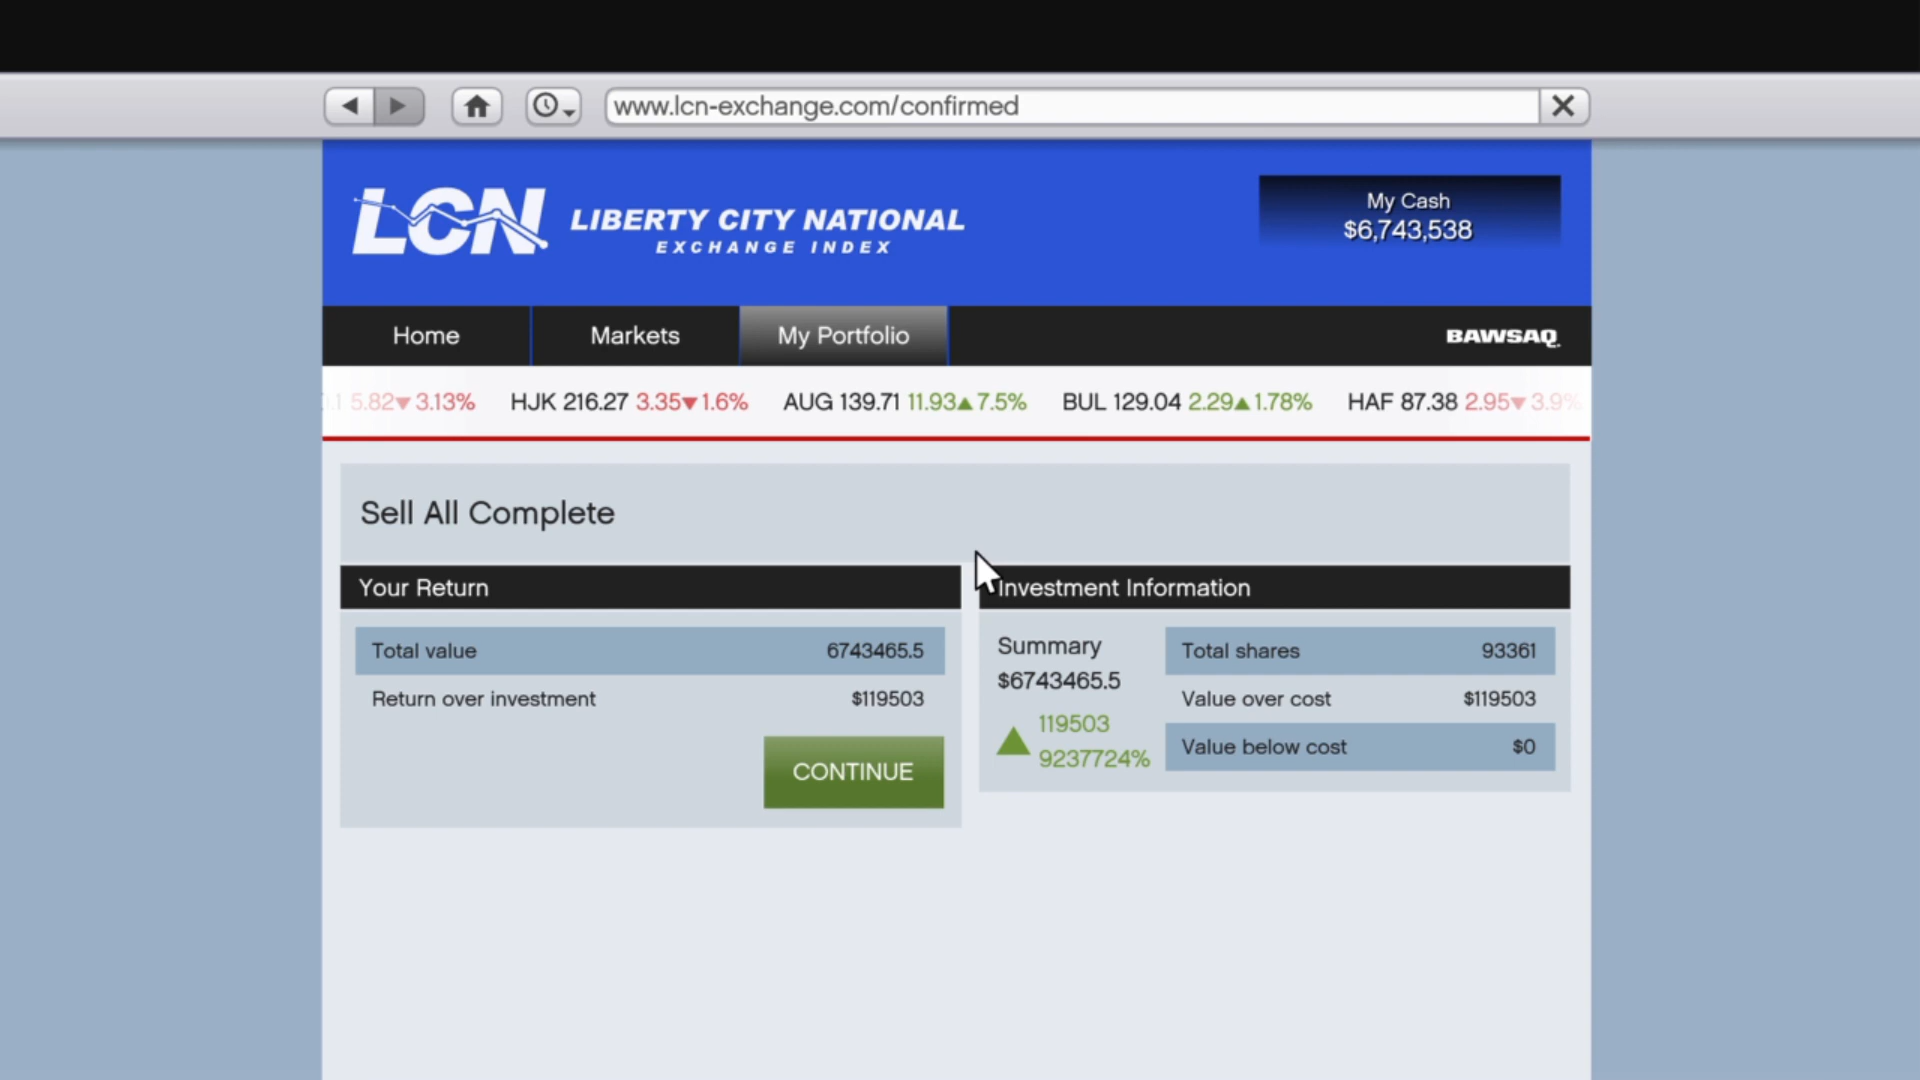 www.lcn-exchange.com/confirmed
LCN
LIBERTY CITY NATIONAL
EXCHANGE INDEX
My Cash
$6,743,538
Home Markets My Portfolio BAWSAQ
5.82▼3.13% HJK 216.27 3.35▼1.6% AUG 139.71 11.93▲7.5% BUL 129.04 2.29▲1.78% HAF 87.38 2.95▼3.9%
Sell All Complete
Your Return
Total value 6743465.5
Return over investment $119503
CONTINUE
Investment Information
Summary
$6743465.5
▲ 119503
9237724%
Total shares 93361
Value over cost $119503
Value below cost $0